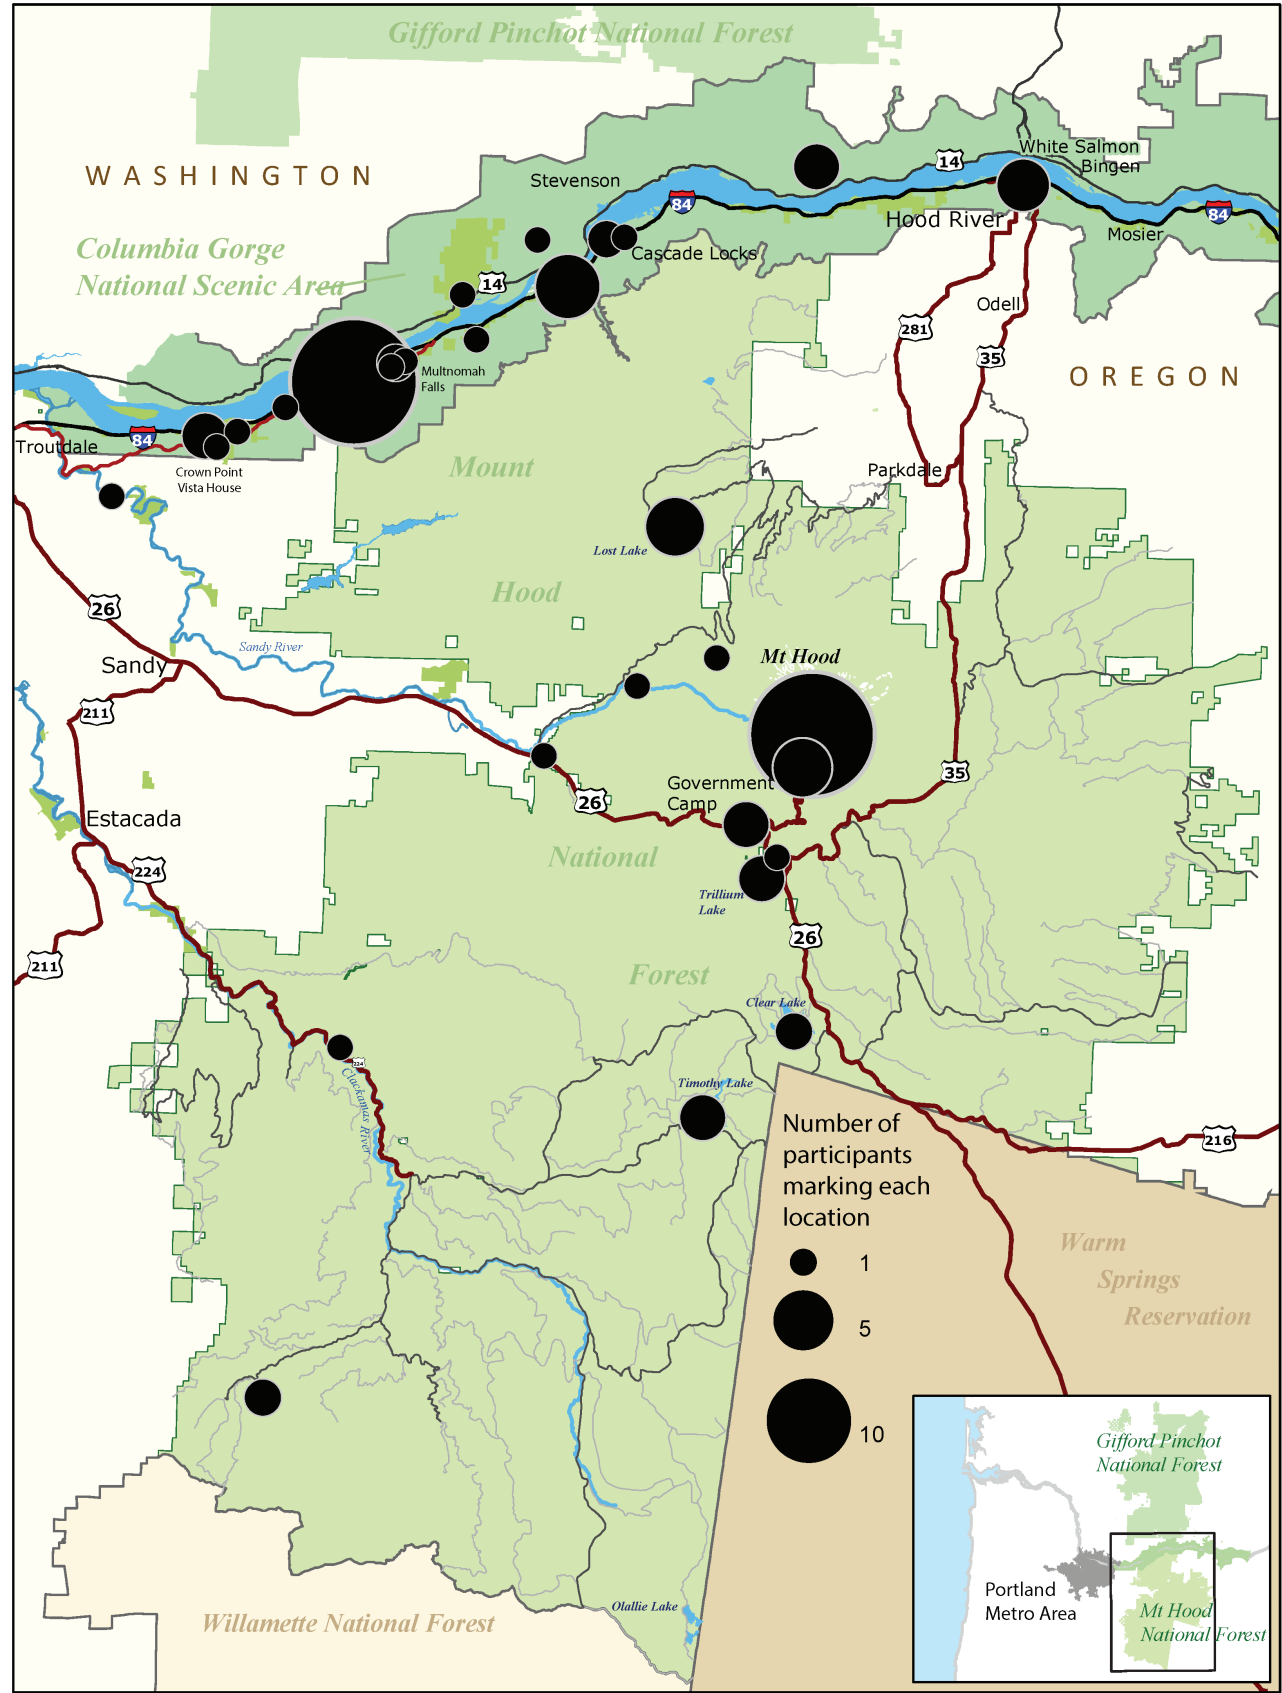 Gifford Pinchot National Forest
WASHINGTON
White Salmon
Bingen
14
Stevenson
84
84
Hood River
Mosier
Columbia Gorge
National Scenic Area
Cascade Locks
14
Odell
281
35
OREGON
Multnomah
Falls
84
Troutdale
Crown Point
Vista House
Mount
Parkdale
Lost Lake
Hood
26
Sandy River
Sandy
Mt Hood
211
35
Government
Camp
26
Estacada
National
224
Trillium
Lake
26
211
Forest
Clear Lake
224
Clackamas River
Timothy Lake
216
Number of
participants
marking each
location
1
5
10
Warm
Springs
Reservation
Gifford Pinchot
National Forest
Portland
Metro Area
Mt Hood
National Forest
Olallie Lake
Willamette National Forest